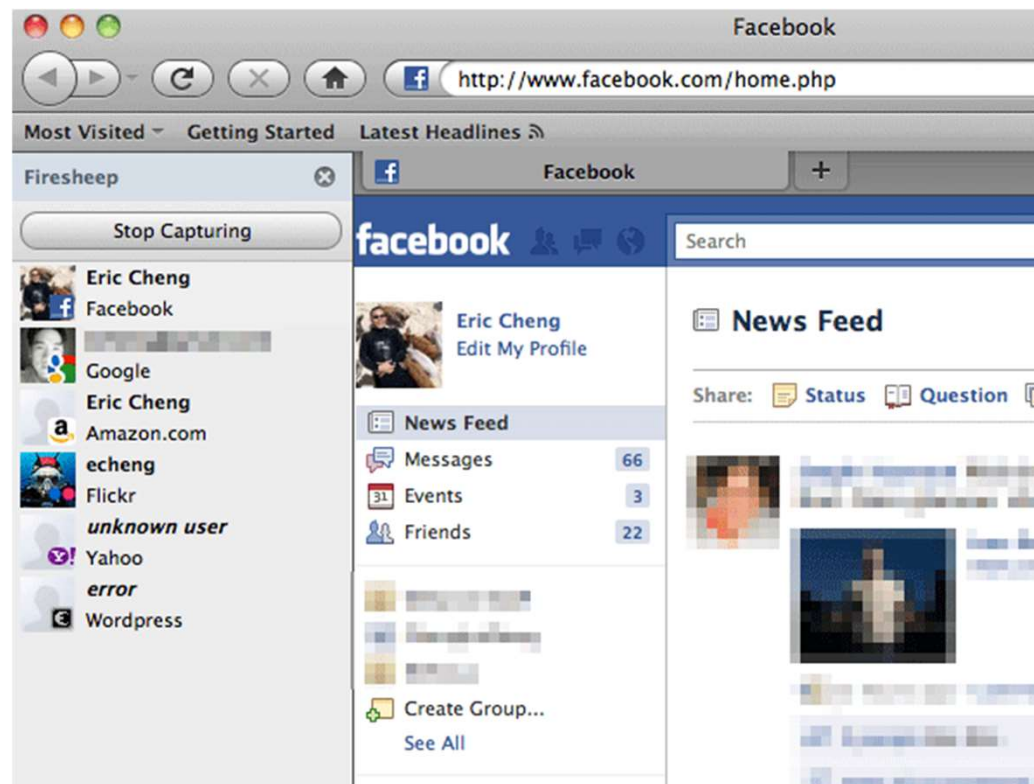 Facebook
http://www.facebook.com/home.php
Most Visited Getting Started Latest Headlines
Firesheep
Facebook
+
Stop Capturing
Eric Cheng
Facebook
Google
Eric Cheng
Amazon.com
echeng
Flickr
unknown user
Yahoo
error
Wordpress
facebook
Search
Eric Cheng
Edit My Profile
News Feed
Messages 66
Events 3
Friends 22
Create Group...
See All
News Feed
Share: Status Question